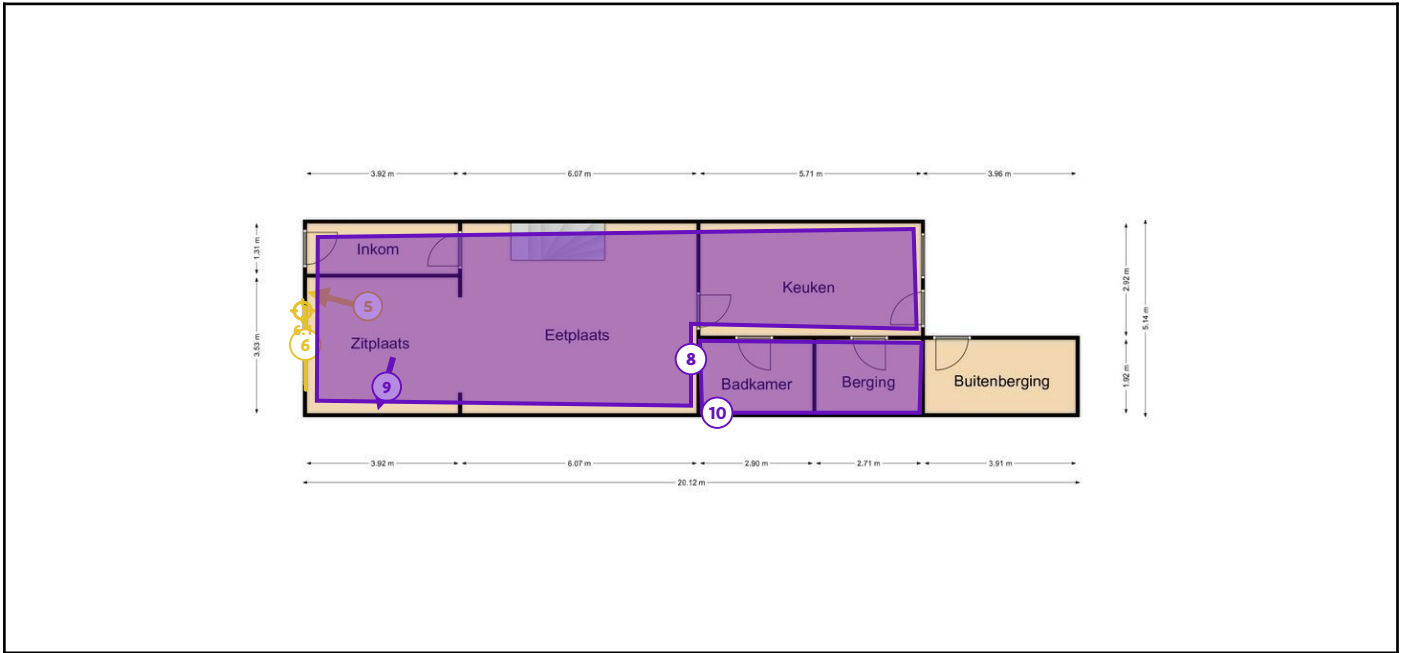 3.92 m
6.07 m
5.71 m
3.96 m
1.31 m
3.53 m
Inkom
Keuken
5
6
Zitplaats
Eetplaats
9
8
10
Badkamer
Berging
Buitenberging
2.92 m
1.92 m
5.14 m
3.92 m
6.07 m
2.90 m
2.71 m
3.91 m
20.12 m